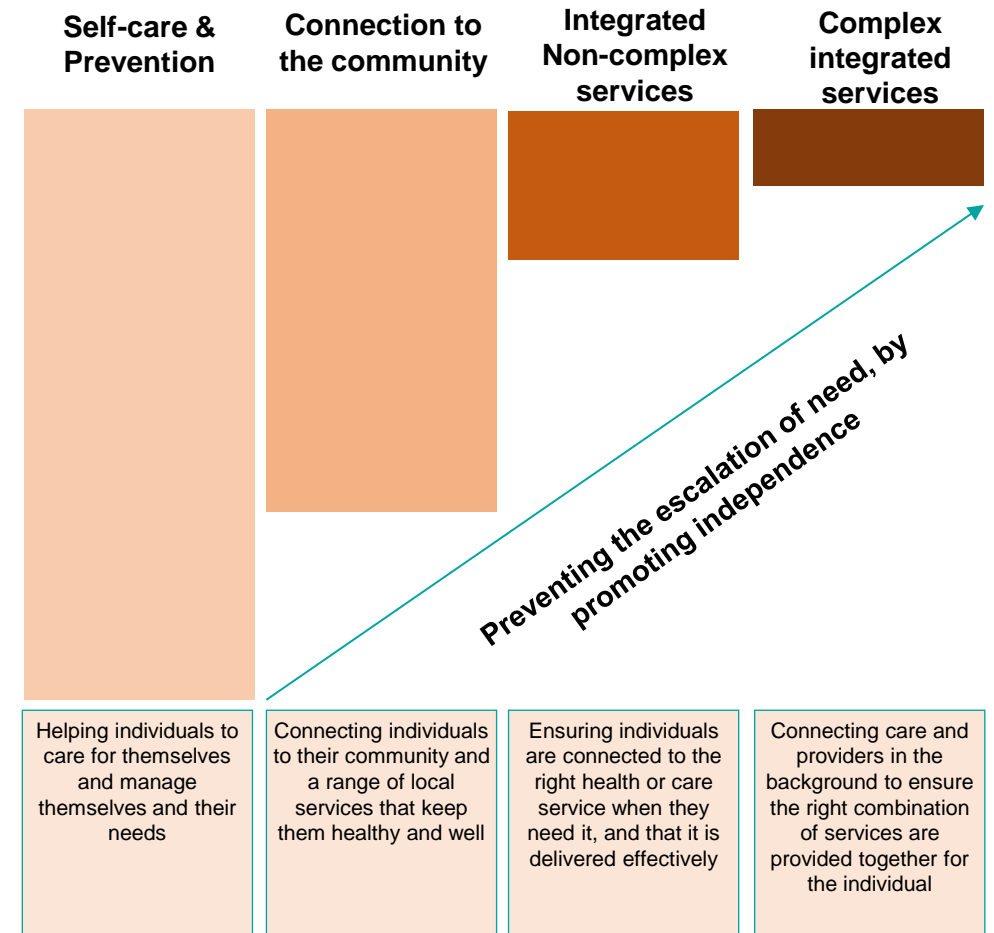 Self-care &
Prevention
Connection to
the community
Integrated
Non-complex
services
Complex
integrated
services
Preventing the escalation of need, by
promoting independence
Helping individuals to
care for themselves
and manage
themselves and their
needs
Connecting individuals
to their community and
a range of local
services that keep
them healthy and well
Ensuring individuals
are connected to the
right health or care
service when they
need it, and that it is
delivered effectively
Connecting care and
providers in the
background to ensure
the right combination
of services are
provided together for
the individual